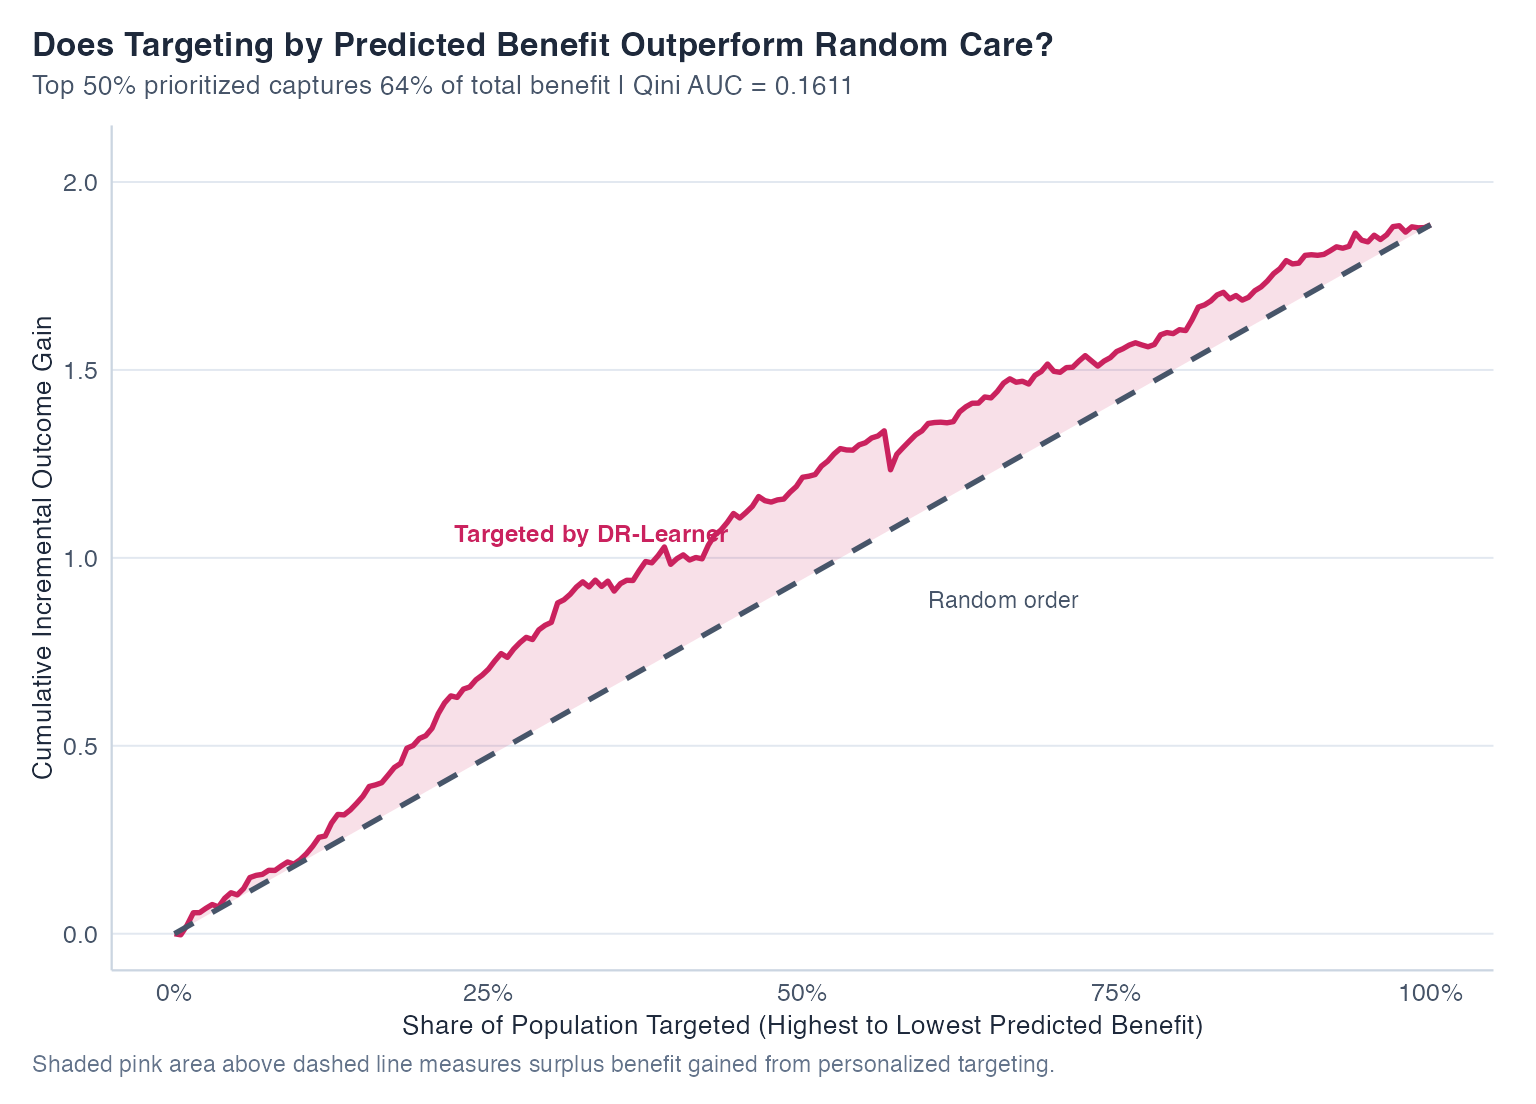 Does Targeting by Predicted Benefit Outperform Random Care?
Top 50% prioritized captures 64% of total benefit | Qini AUC = 0.1611
Cumulative Incremental Outcome Gain
2.0
1.5
1.0
0.5
0.0
Targeted by DR-Learner
Random order
0%
25%
50%
75%
100%
Share of Population Targeted (Highest to Lowest Predicted Benefit)
Shaded pink area above dashed line measures surplus benefit gained from personalized targeting.